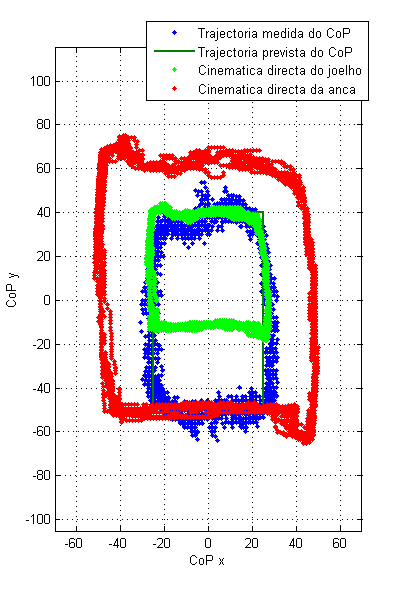 Trajectoria medida do CoP
Trajectoria prevista do CoP
Cinematica directa do joelho
Cinematica directa da anca
100
80
60
40
20
0
-20
-40
-60
-80
-100
CoP y
-60 -40 -20 0 20 40 60
CoP x